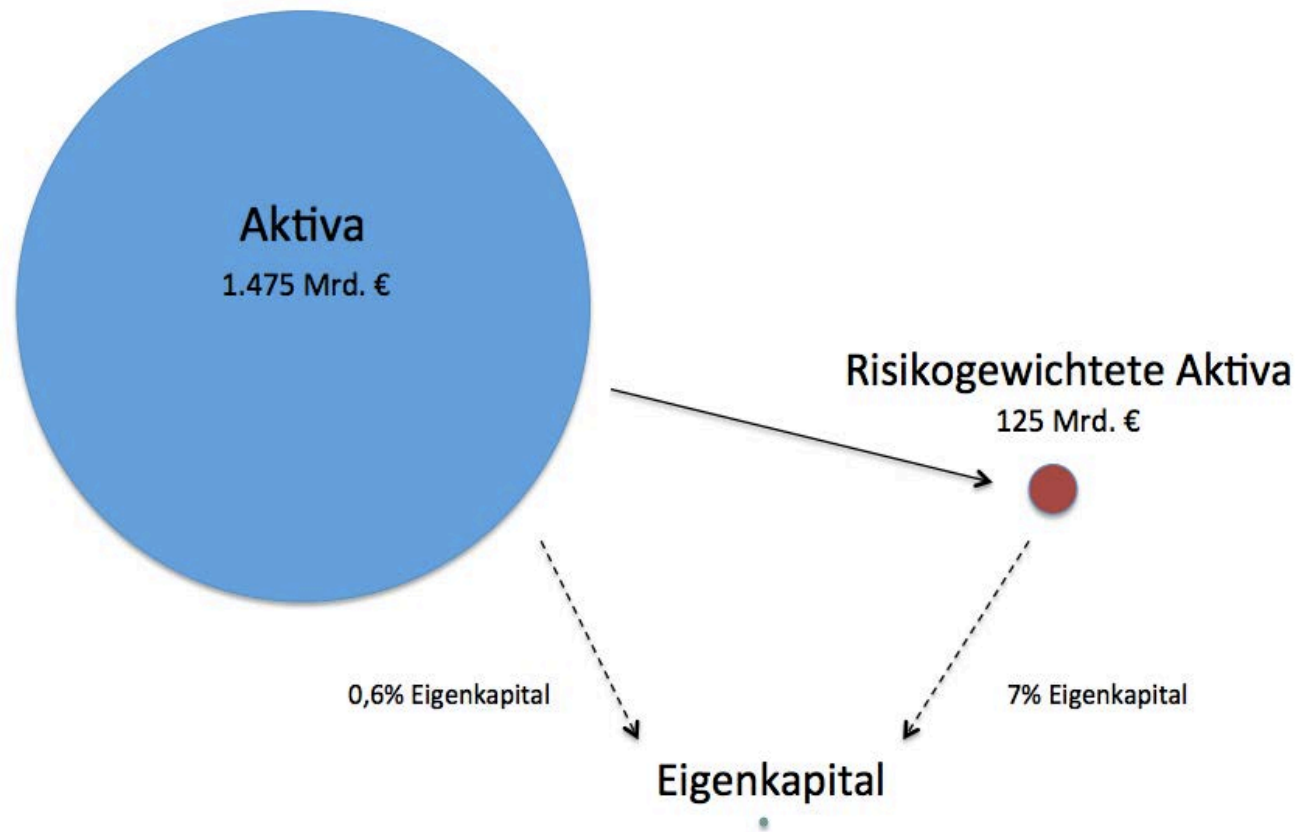 Aktiva
1.475 Mrd. €
Risikogewichtete Aktiva
125 Mrd. €
0,6% Eigenkapital
7% Eigenkapital
Eigenkapital